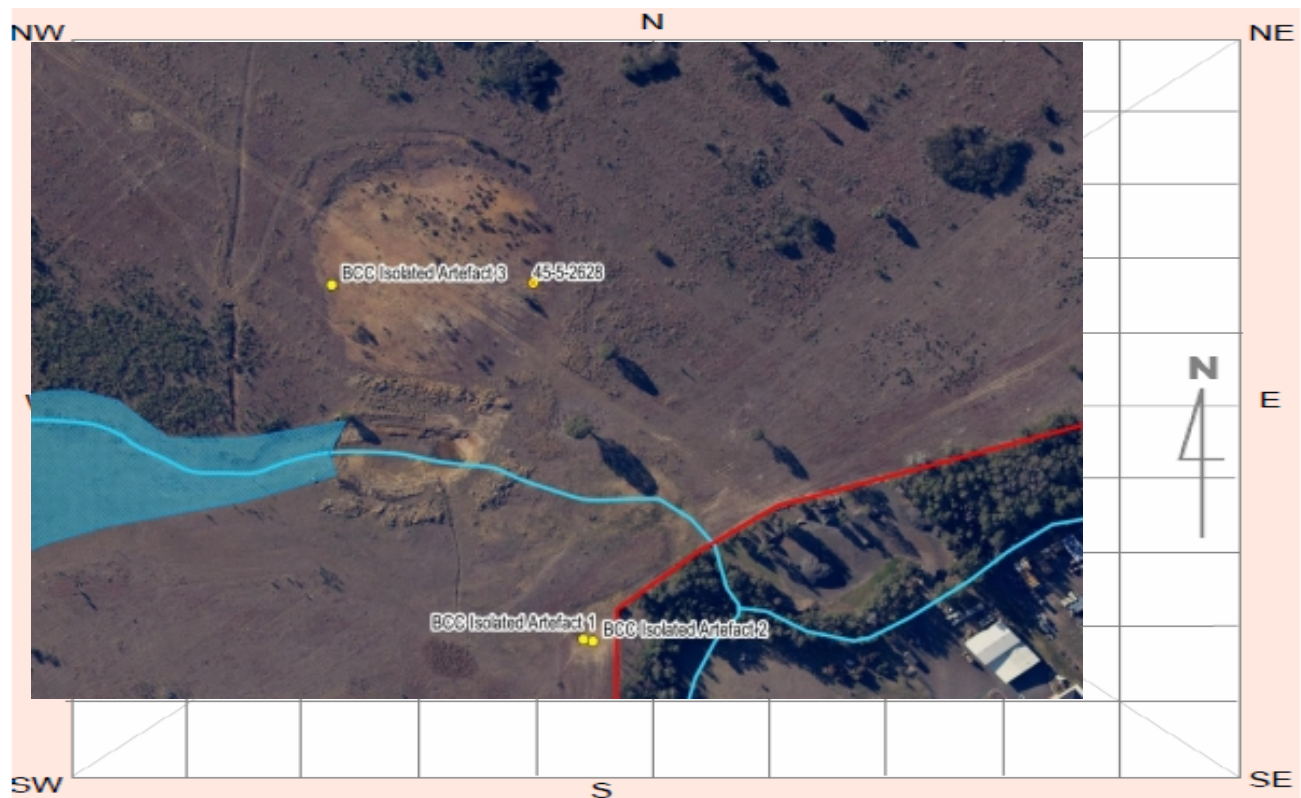 NW N NE
BCC Isolated Artefact 3 45-5-2628
N
E
BCC Isolated Artefact 1 BCC Isolated Artefact 2
SW S SE